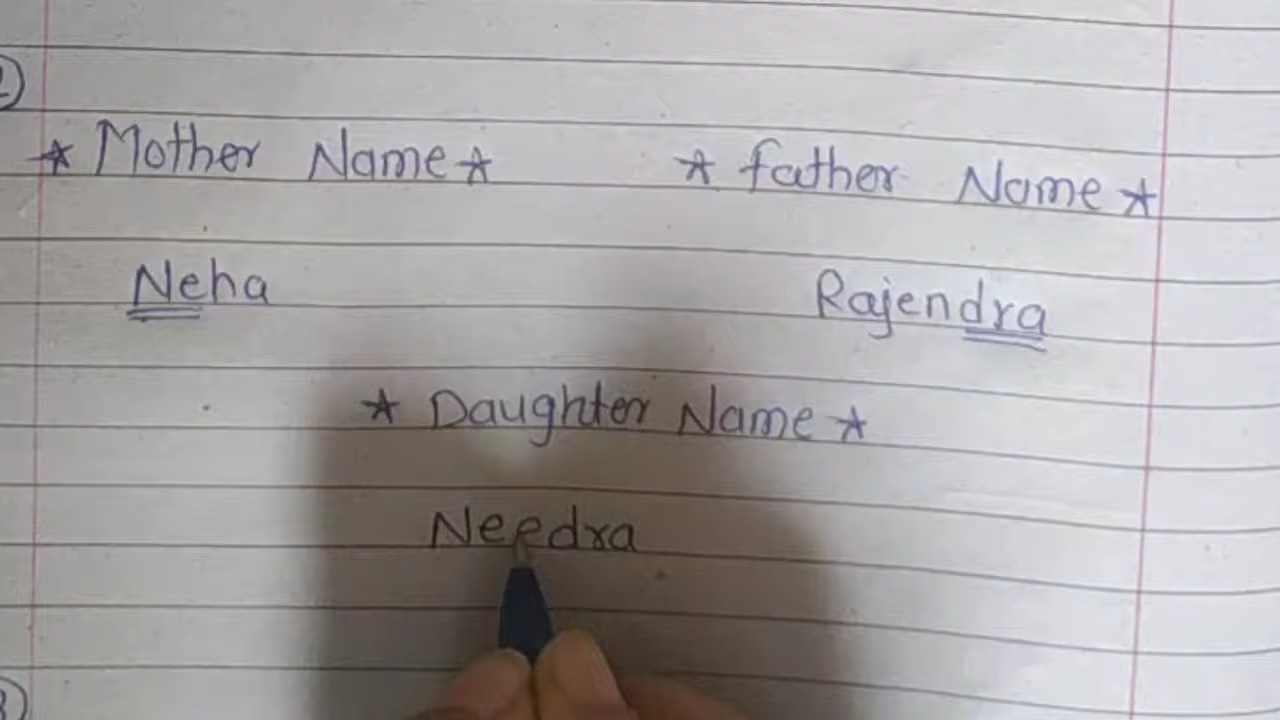 * Mother Name * * father Name *
Neha Rajendra
* Daughter Name *
Needra